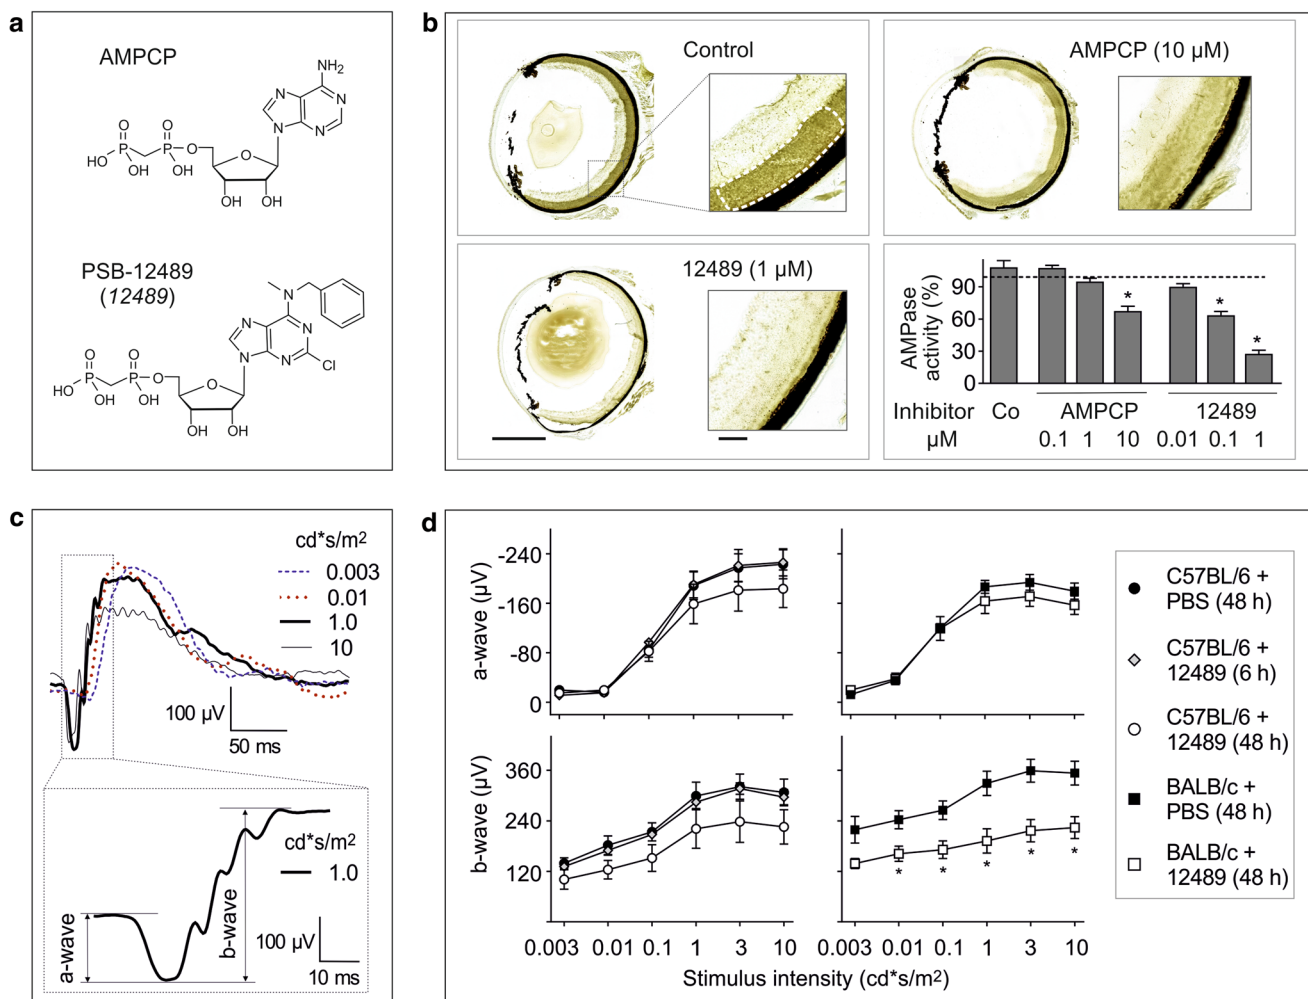 a
AMPCP
NH₂
N
N
N
N
O
O
HO
P
P
O
OH
OH
O
OH
OH
PSB-12489
(12489)
N
N
N
N
N
Cl
O
O
P
P
O
HO
OH
OH
O
OH
OH
b
Control
AMPCP (10 µM)
12489 (1 µM)
AMPase
activity (%)
90
60
30
0
Inhibitor
Co
AMPCP
12489
µM
0.1
1
10
0.01
0.1
1
*
*
*
c
cd*s/m²
0.003
0.01
1.0
10
100 µV
50 ms
cd*s/m²
1.0
a-wave
b-wave
100 µV
10 ms
d
a-wave (µV)
-240
-160
-80
0
b-wave (µV)
360
240
120
* * * * *
0.003 0.01 0.1 1 3 10
0.003 0.01 0.1 1 3 10
Stimulus intensity (cd*s/m²)
C57BL/6 +
PBS (48 h)
C57BL/6 +
12489 (6 h)
C57BL/6 +
12489 (48 h)
BALB/c +
PBS (48 h)
BALB/c +
12489 (48 h)